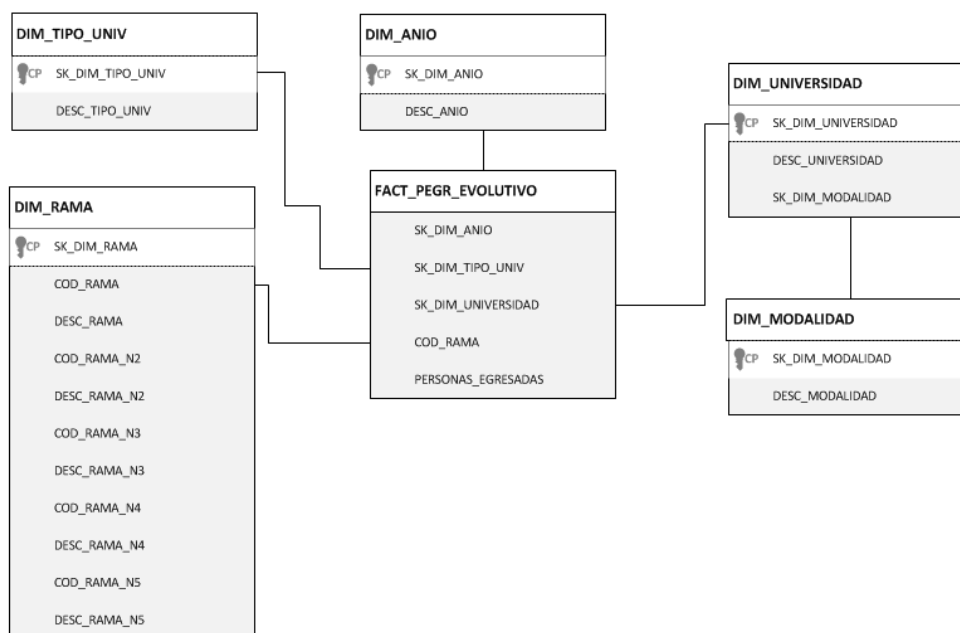 DIM_TIPO_UNIV
CP SK_DIM_TIPO_UNIV
DESC_TIPO_UNIV
DIM_ANIO
CP SK_DIM_ANIO
DESC_ANIO
DIM_UNIVERSIDAD
CP SK_DIM_UNIVERSIDAD
DESC_UNIVERSIDAD
SK_DIM_MODALIDAD
DIM_RAMA
CP SK_DIM_RAMA
COD_RAMA
DESC_RAMA
COD_RAMA_N2
DESC_RAMA_N2
COD_RAMA_N3
DESC_RAMA_N3
COD_RAMA_N4
DESC_RAMA_N4
COD_RAMA_N5
DESC_RAMA_N5
FACT_PEGR_EVOLUTIVO
SK_DIM_ANIO
SK_DIM_TIPO_UNIV
SK_DIM_UNIVERSIDAD
COD_RAMA
PERSONAS_EGRESADAS
DIM_MODALIDAD
CP SK_DIM_MODALIDAD
DESC_MODALIDAD